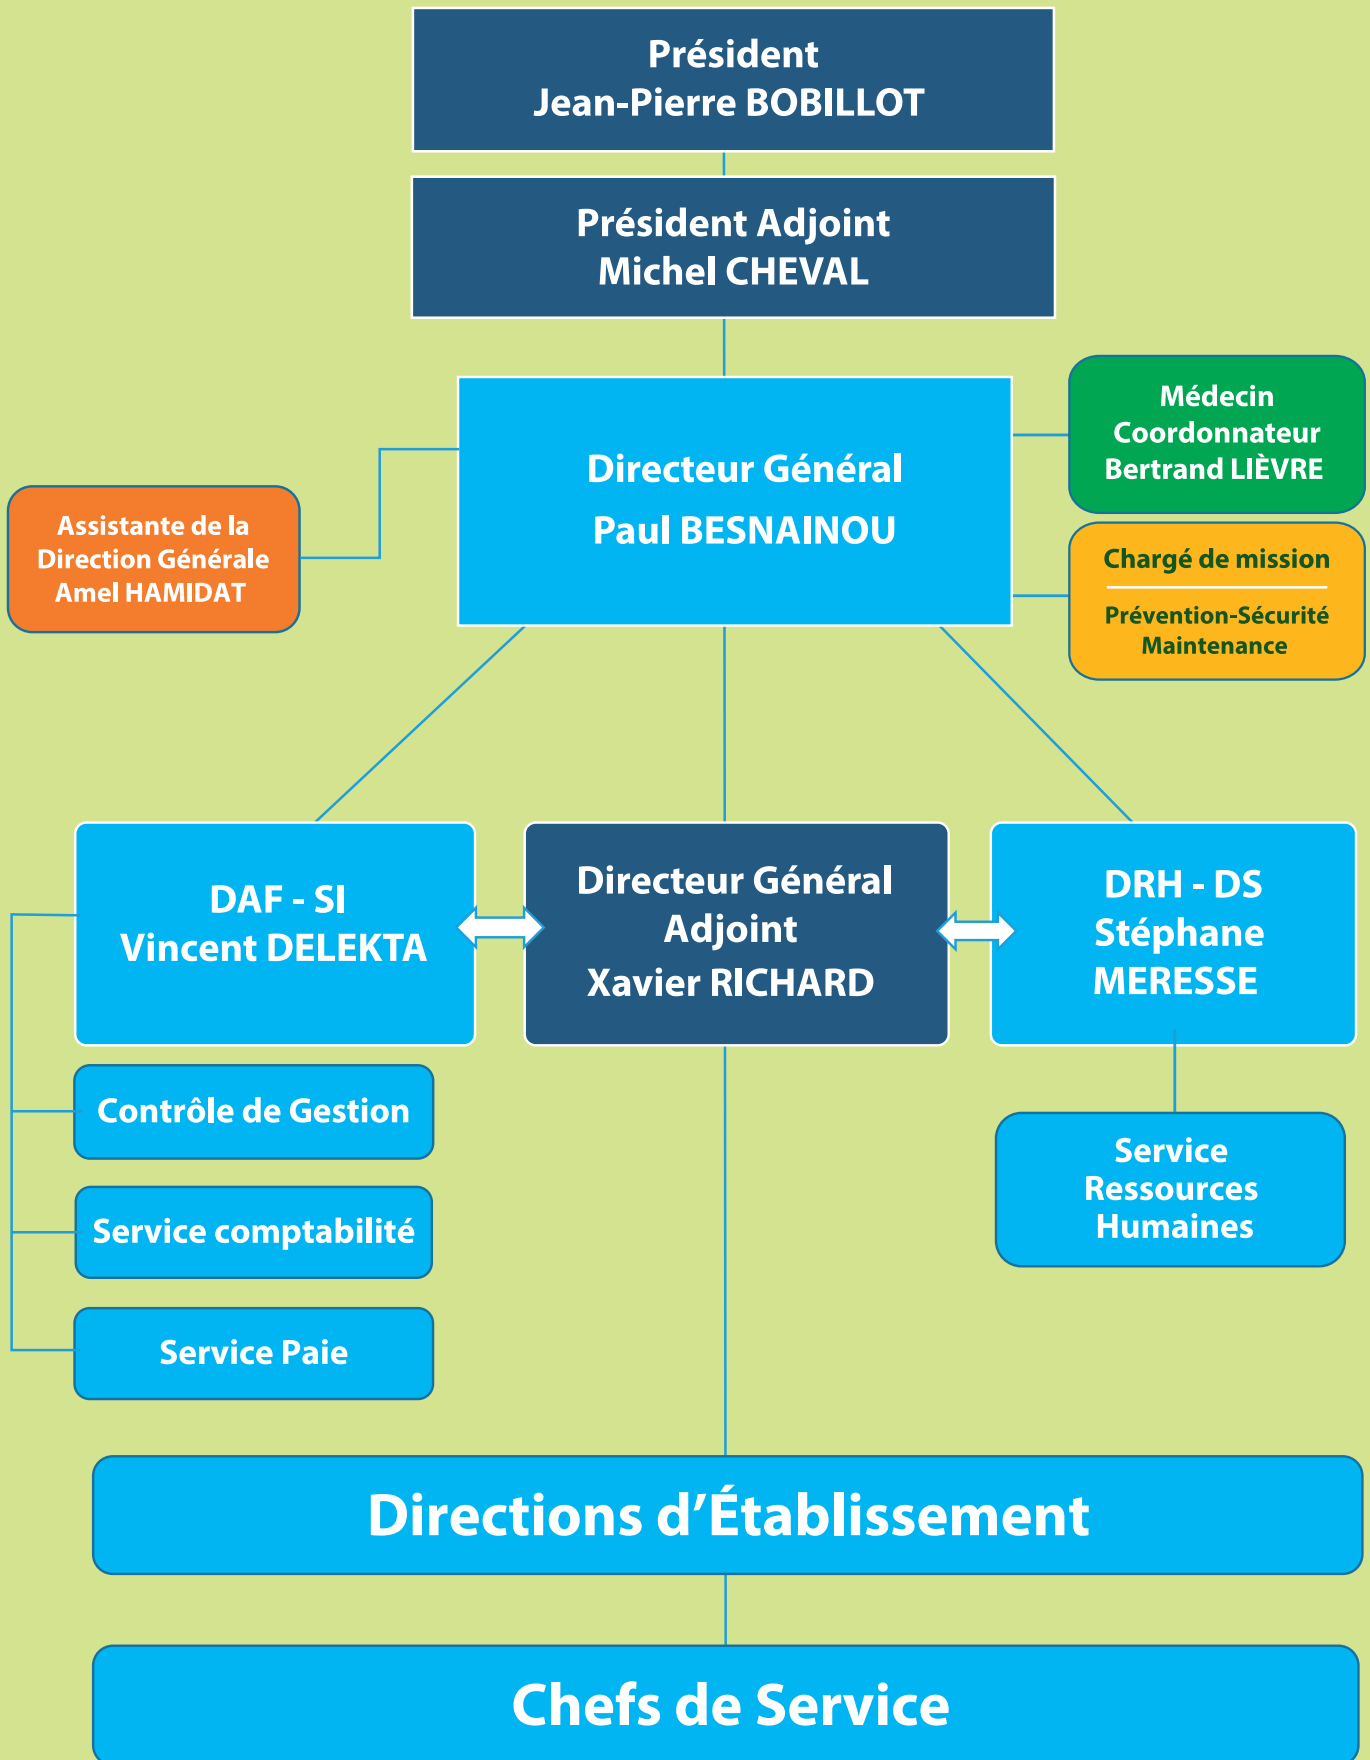 Président
Jean-Pierre BOBILLOT
Président Adjoint
Michel CHEVAL
Directeur Général
Paul BESNAINOU
Médecin
Coordonnateur
Bertrand LIÈVRE
Assistante de la
Direction Générale
Amel HAMIDAT
Chargé de mission
Prévention-Sécurité
Maintenance
DAF - SI
Vincent DELEKTA
Directeur Général
Adjoint
Xavier RICHARD
DRH - DS
Stéphane
MERESSE
Contrôle de Gestion
Service comptabilité
Service Paie
Service
Ressources
Humaines
Directions d’Établissement
Chefs de Service